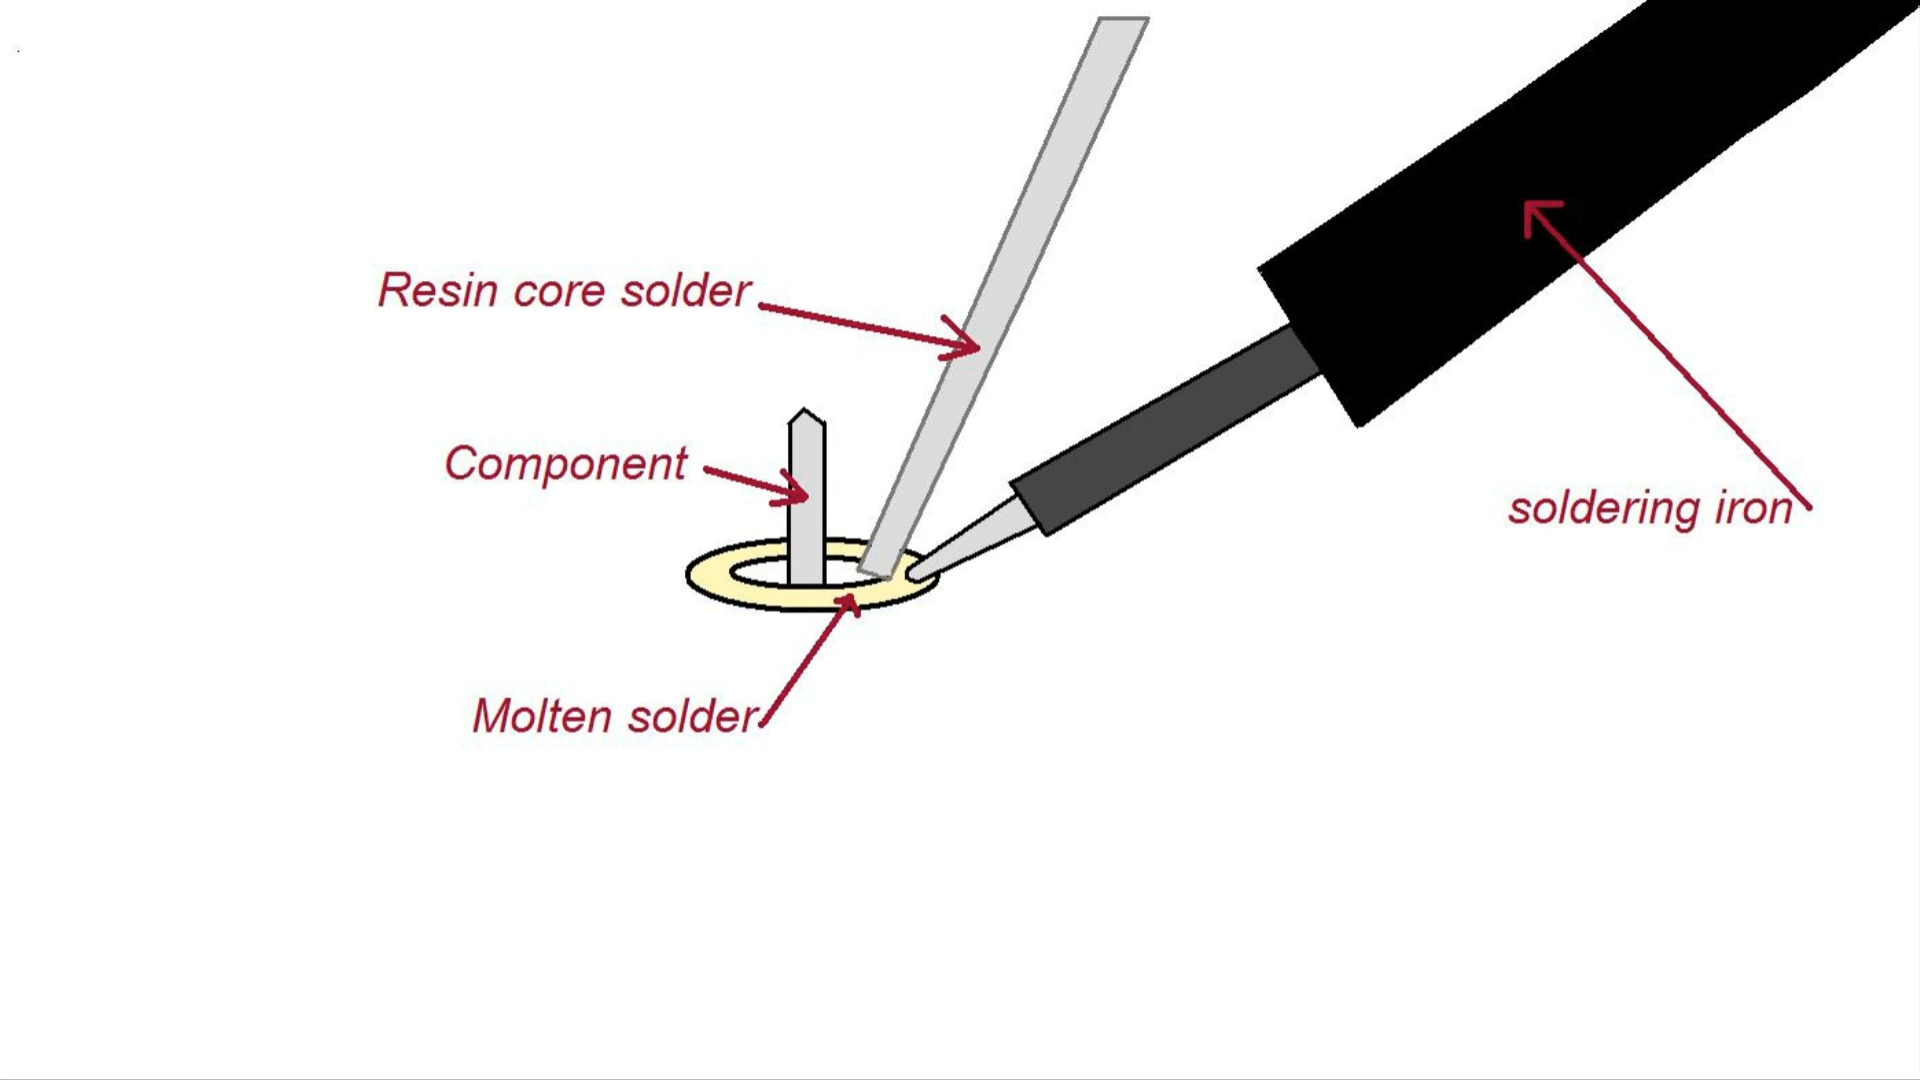 Resin core solder
Component
soldering iron
Molten solder